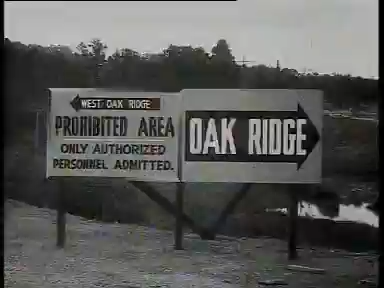 WEST OAK RIDGE
PROHIBITED AREA
ONLY AUTHORIZED
PERSONNEL ADMITTED.
OAK RIDGE